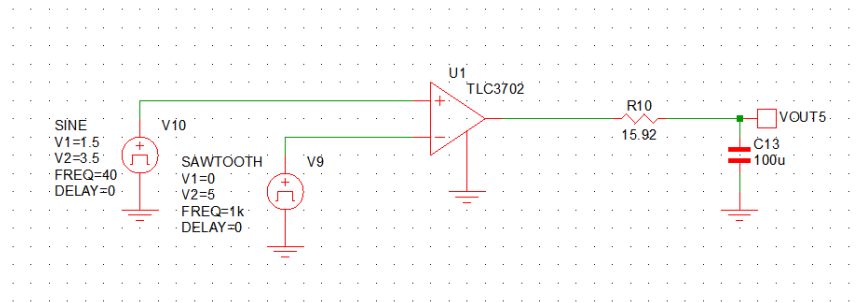 U1
TLC3702
R10
15.92
VOUT5
C13
100u
SINE
V1=1.5
V2=3.5
FREQ=40
DELAY=0
V10
SAWTOOTH
V1=0
V2=5
FREQ=1k
DELAY=0
V9